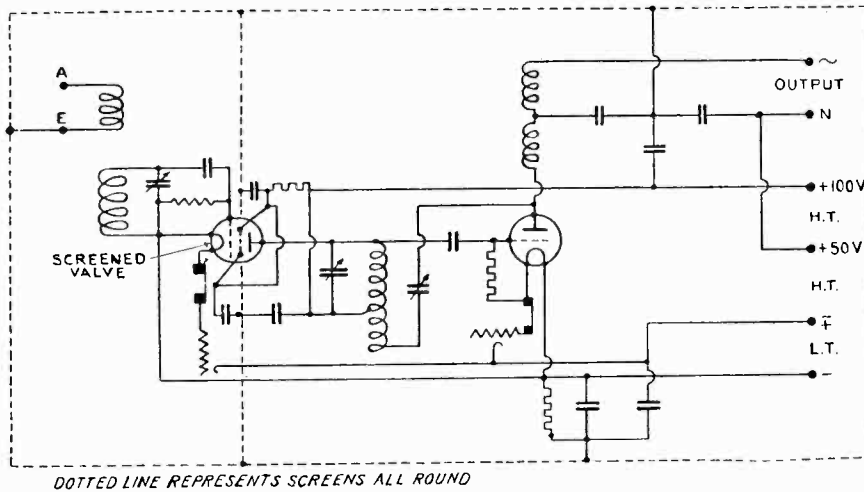 A
E
SCREENED
VALVE
~
OUTPUT
N
+100V
H.T.
+50V
H.T.
+
L.T.
−
DOTTED LINE REPRESENTS SCREENS ALL ROUND